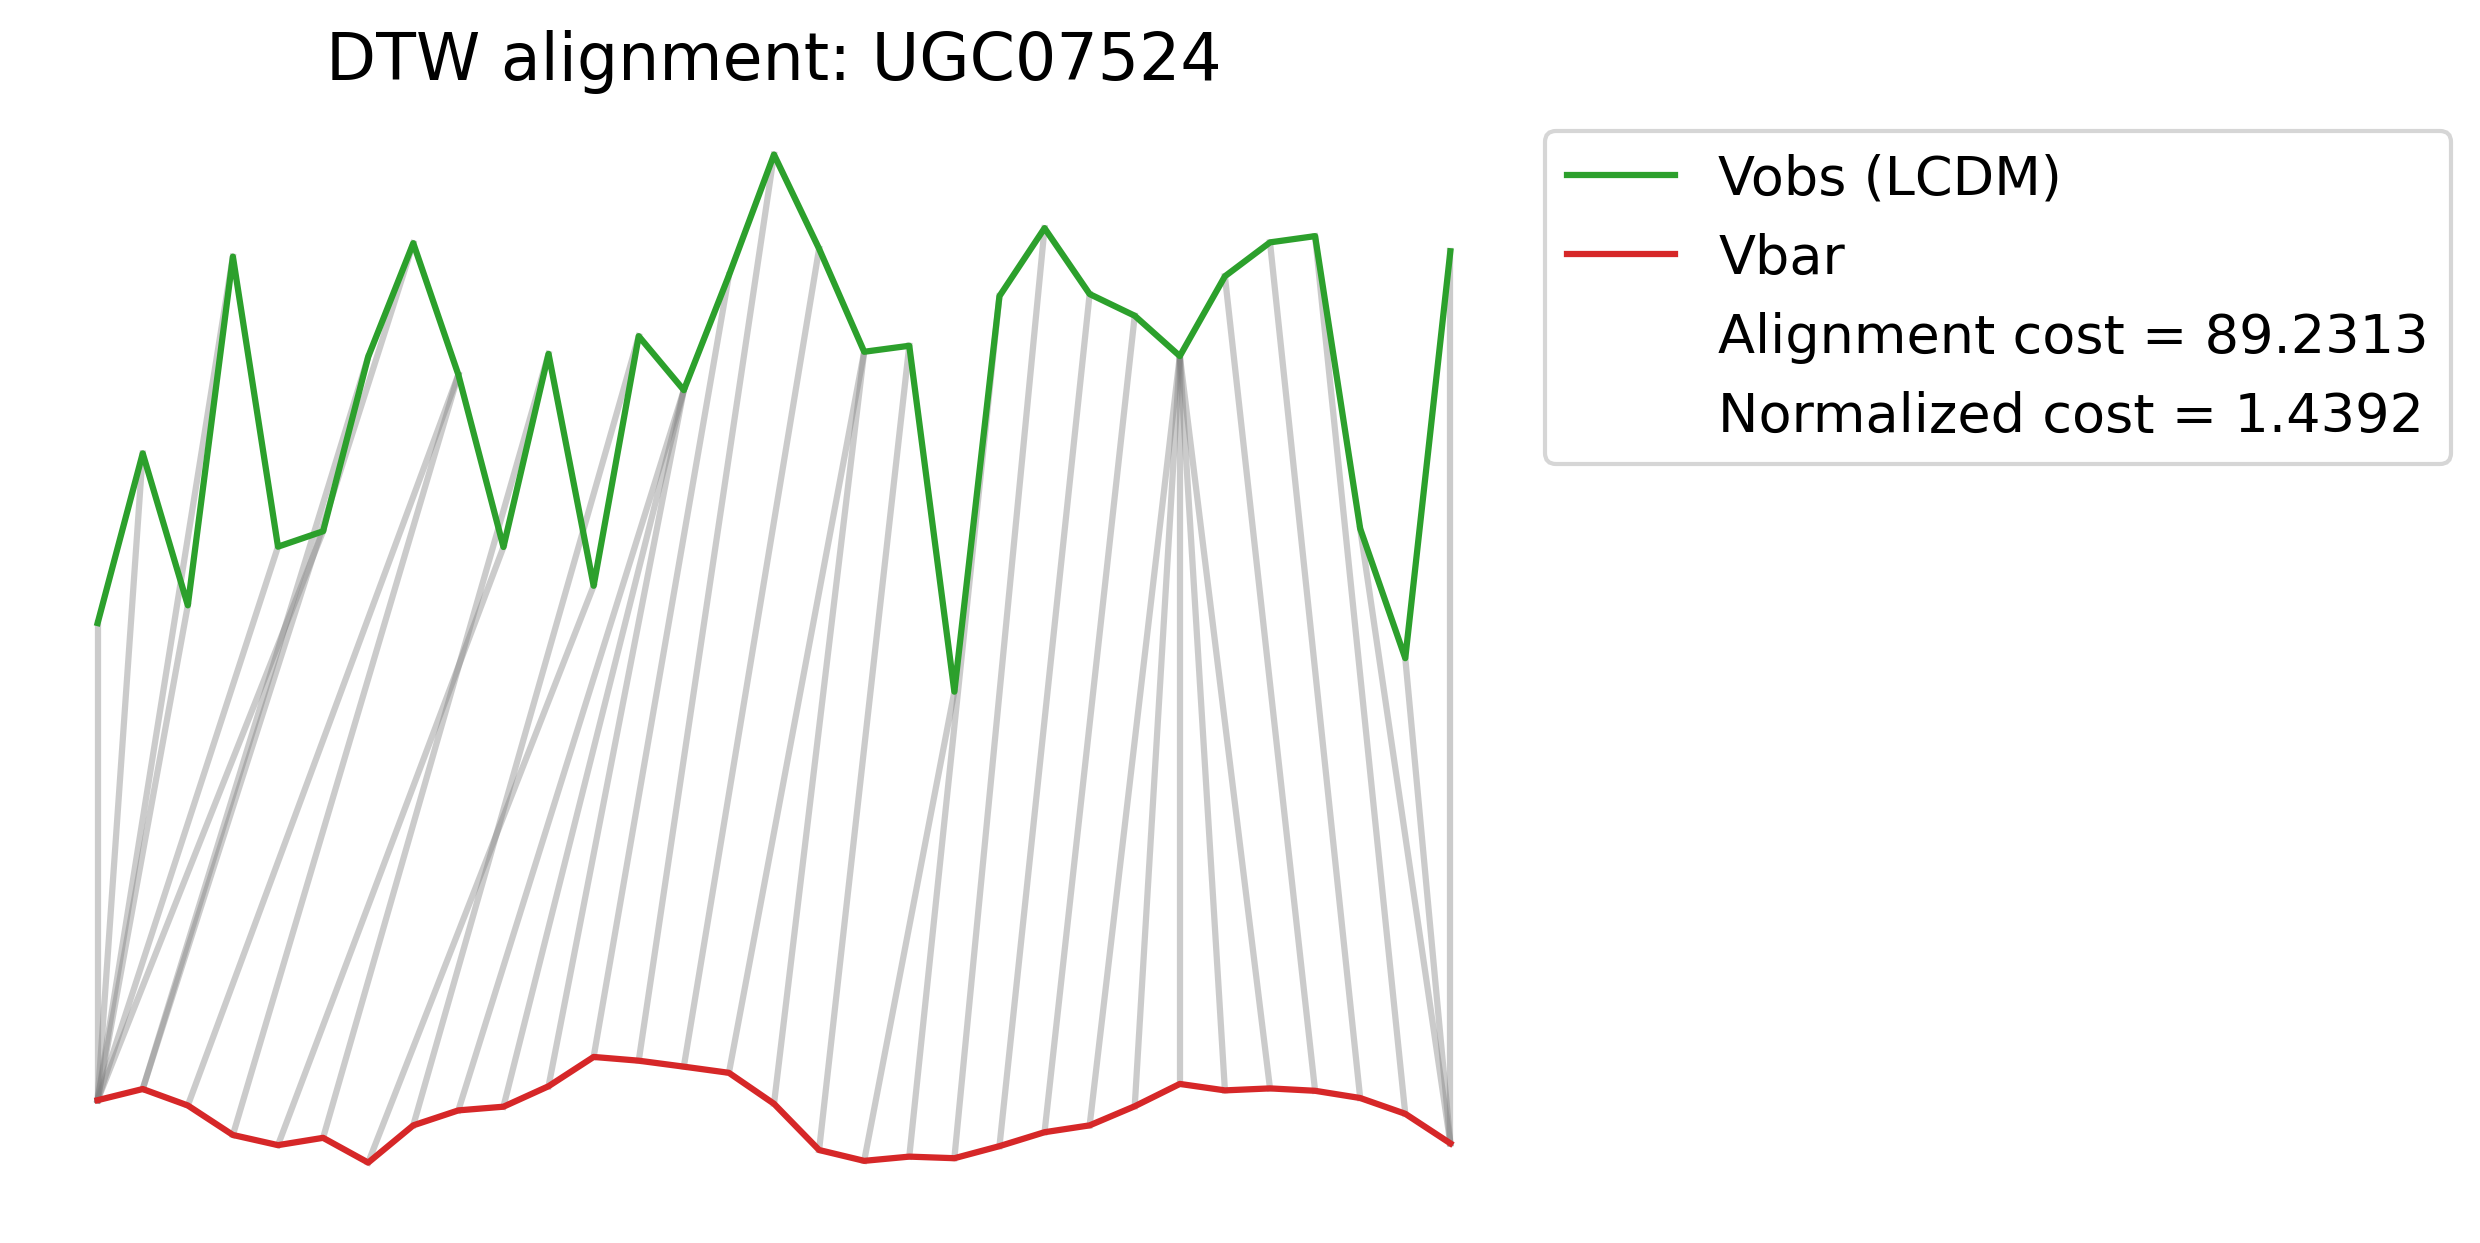 DTW alignment: UGC07524
Vobs (LCDM)
Vbar
Alignment cost = 89.2313
Normalized cost = 1.4392